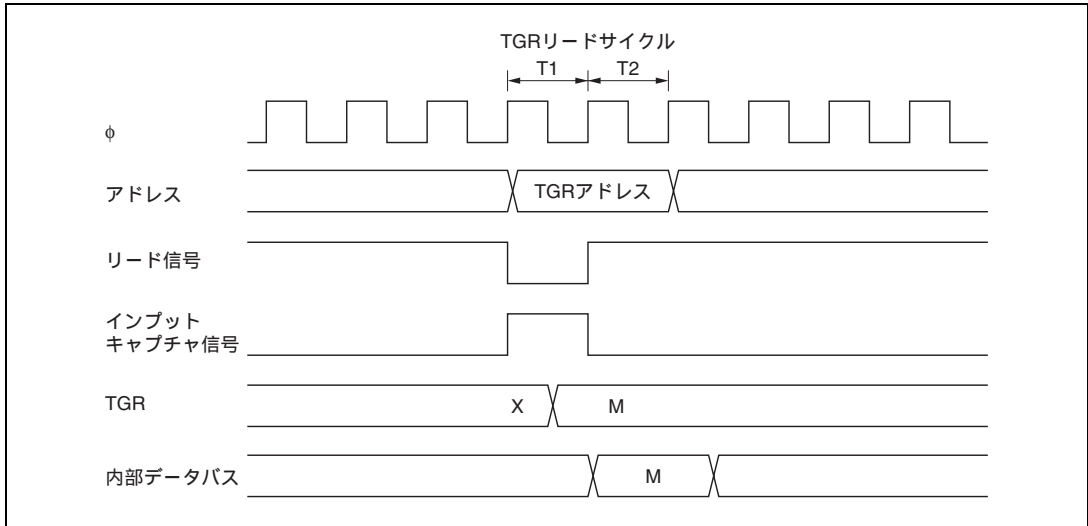 TGRリードサイクル
T1 T2
φ
アドレス
TGRアドレス
リード信号
インプット
キャプチャ信号
TGR
X M
内部データバス
M